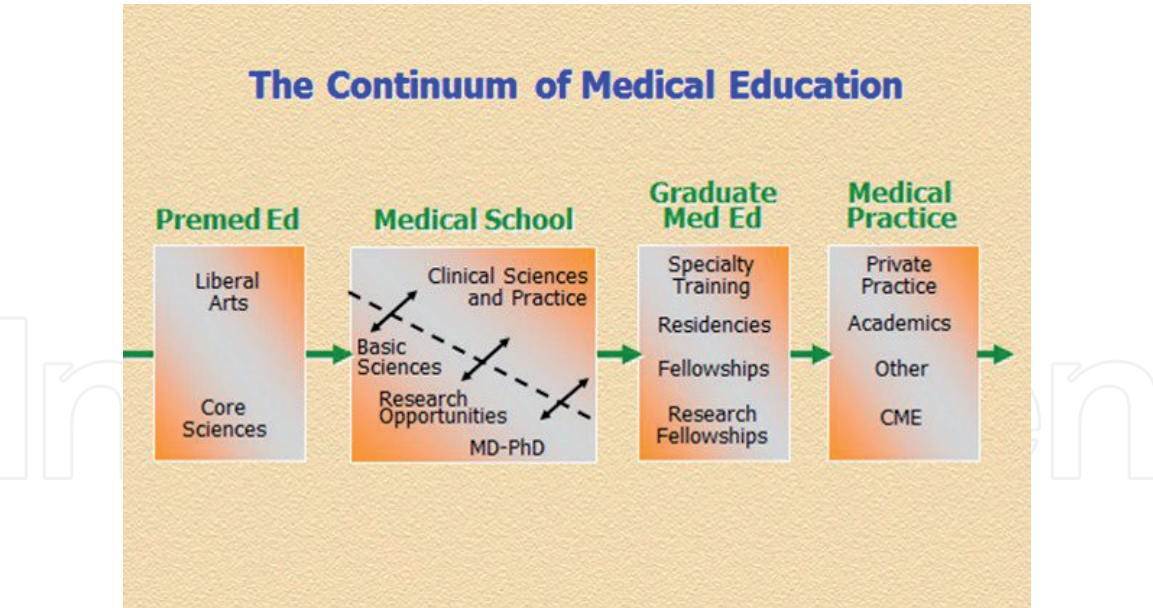 The Continuum of Medical Education
Premed Ed
Liberal
Arts
Core
Sciences
Medical School
Clinical Sciences
and Practice
Basic
Sciences
Research
Opportunities
MD-PhD
Graduate
Med Ed
Specialty
Training
Residencies
Fellowships
Research
Fellowships
Medical
Practice
Private
Practice
Academics
Other
CME